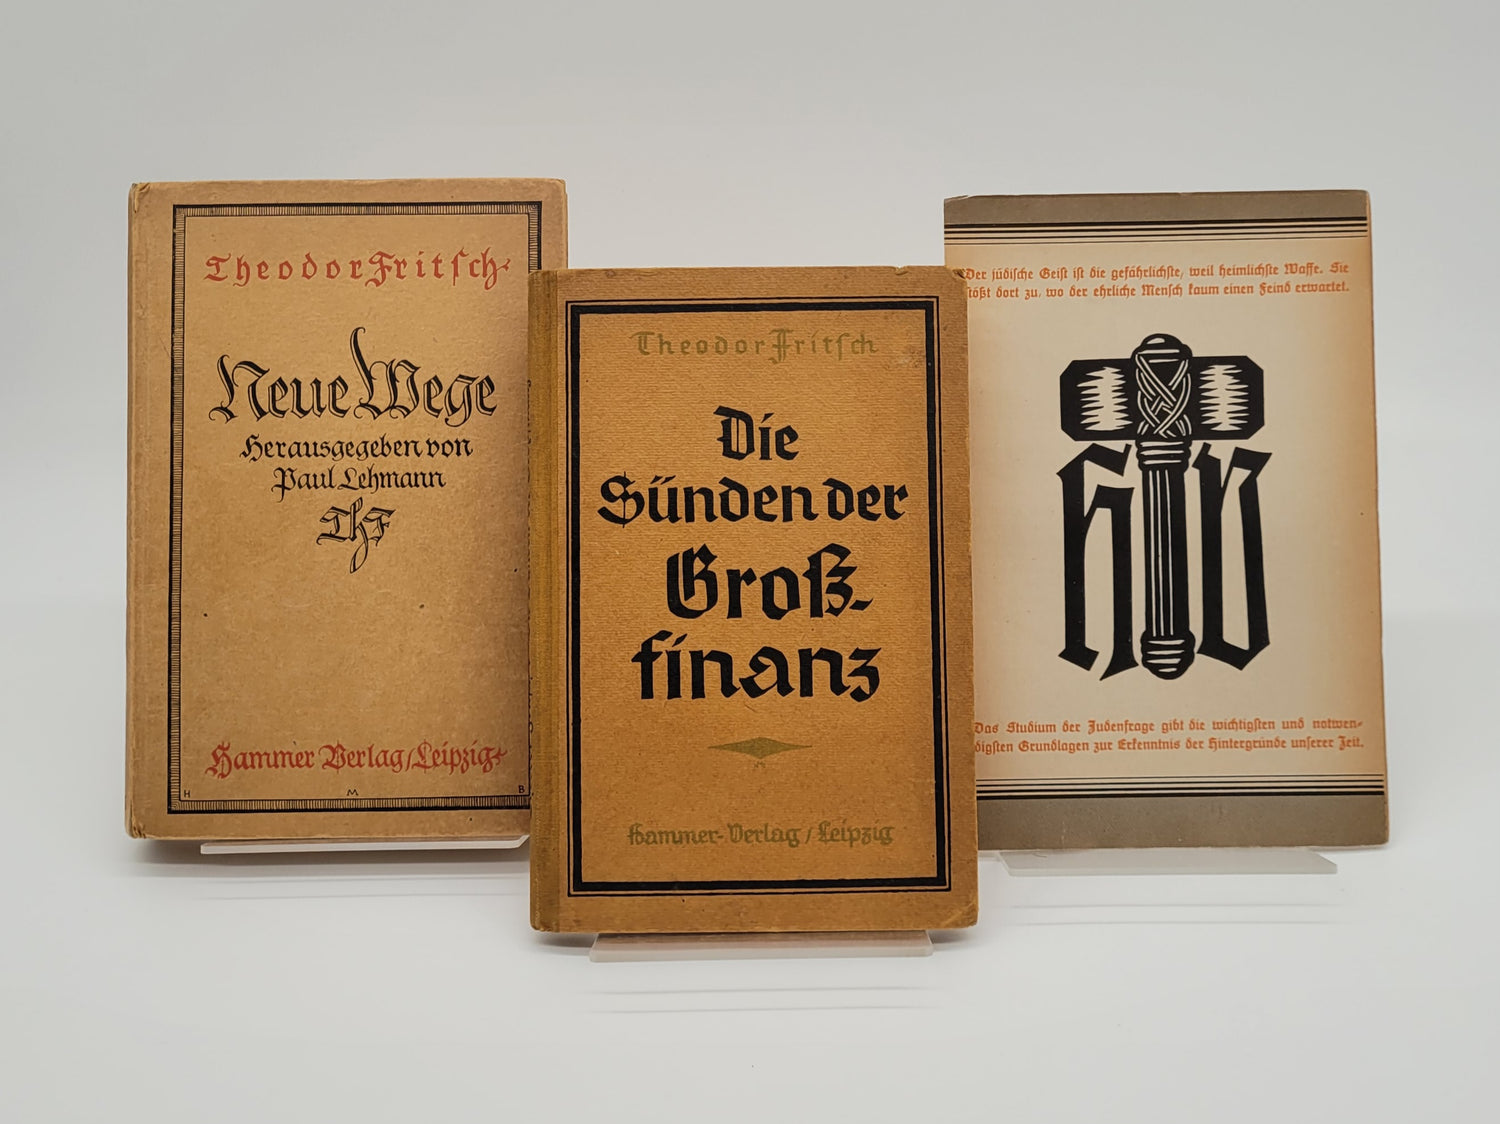 Theodor Fritsch
Neue Wege
Herausgegeben von
Paul Lehmann
ThF
Hammer Verlag / Leipzig
H M B
Theodor Fritsch
Die
Sünden der
Groß-
finanz
Hammer-Verlag / Leipzig
Der jüdische Geist ist die gefährlichste, weil heimlichste Waffe. Sie
stößt dort zu, wo der ehrliche Mensch kaum einen Feind erwartet.
HV
Das Studium der Judenfrage gibt die wichtigsten und notwen-
digsten Grundlagen zur Erkenntnis der Hintergründe unserer Zeit.